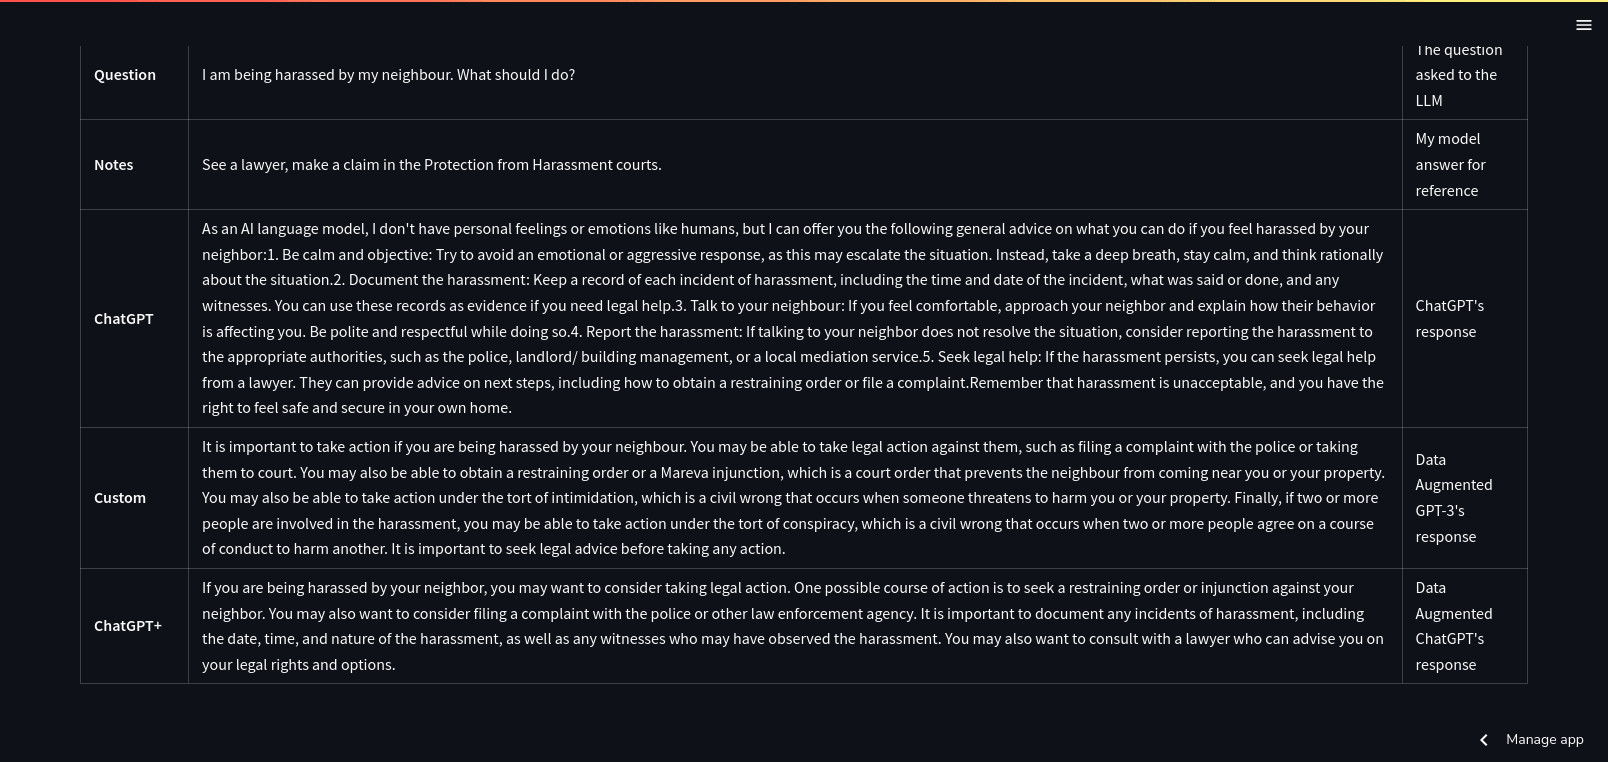 Question
I am being harassed by my neighbour. What should I do?
The question
asked to the
LLM
Notes
See a lawyer, make a claim in the Protection from Harassment courts.
My model
answer for
reference
ChatGPT
As an AI language model, I don't have personal feelings or emotions like humans, but I can offer you the following general advice on what you can do if you feel harassed by your
neighbor:1. Be calm and objective: Try to avoid an emotional or aggressive response, as this may escalate the situation. Instead, take a deep breath, stay calm, and think rationally
about the situation.2. Document the harassment: Keep a record of each incident of harassment, including the time and date of the incident, what was said or done, and any
witnesses. You can use these records as evidence if you need legal help.3. Talk to your neighbour: If you feel comfortable, approach your neighbor and explain how their behavior
is affecting you. Be polite and respectful while doing so.4. Report the harassment: If talking to your neighbor does not resolve the situation, consider reporting the harassment to
the appropriate authorities, such as the police, landlord/ building management, or a local mediation service.5. Seek legal help: If the harassment persists, you can seek legal help
from a lawyer. They can provide advice on next steps, including how to obtain a restraining order or file a complaint.Remember that harassment is unacceptable, and you have the
right to feel safe and secure in your own home.
ChatGPT's
response
Custom
It is important to take action if you are being harassed by your neighbour. You may be able to take legal action against them, such as filing a complaint with the police or taking
them to court. You may also be able to obtain a restraining order or a Mareva injunction, which is a court order that prevents the neighbour from coming near you or your property.
You may also be able to take action under the tort of intimidation, which is a civil wrong that occurs when someone threatens to harm you or your property. Finally, if two or more
people are involved in the harassment, you may be able to take action under the tort of conspiracy, which is a civil wrong that occurs when two or more people agree on a course
of conduct to harm another. It is important to seek legal advice before taking any action.
Data
Augmented
GPT-3's
response
ChatGPT+
If you are being harassed by your neighbor, you may want to consider taking legal action. One possible course of action is to seek a restraining order or injunction against your
neighbor. You may also want to consider filing a complaint with the police or other law enforcement agency. It is important to document any incidents of harassment, including
the date, time, and nature of the harassment, as well as any witnesses who may have observed the harassment. You may also want to consult with a lawyer who can advise you on
your legal rights and options.
Data
Augmented
ChatGPT's
response
Manage app